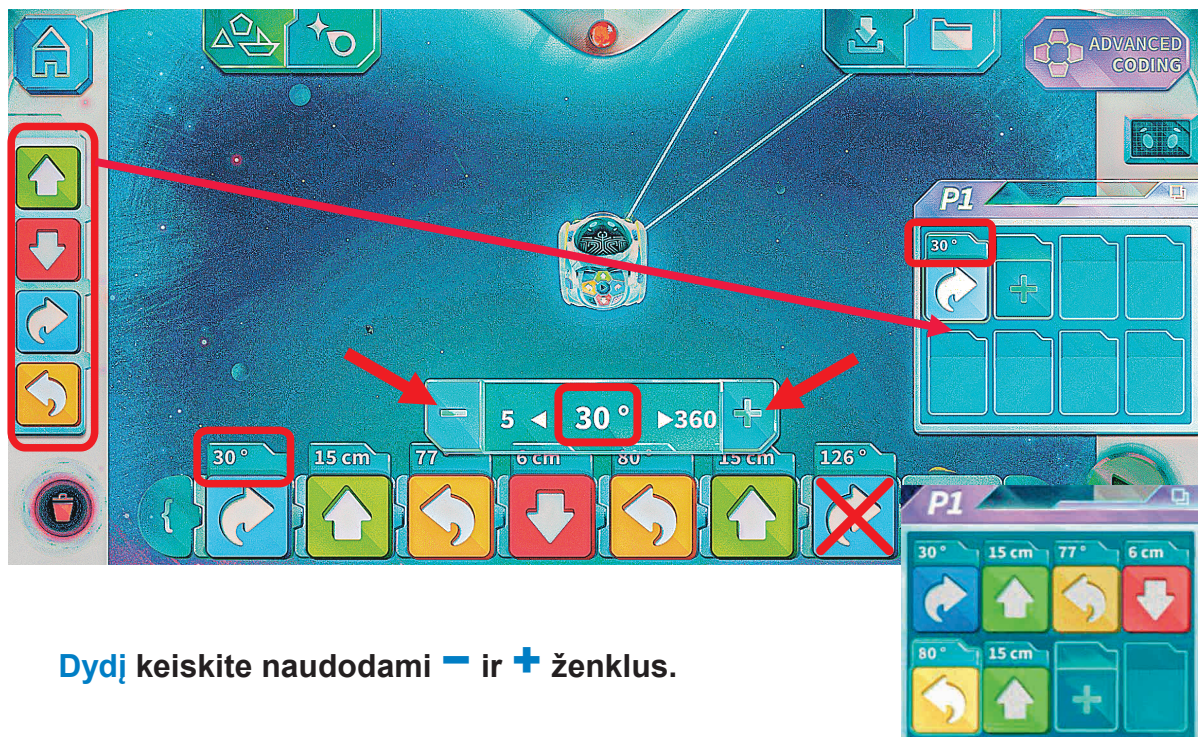 ADVANCED
CODING
P1
30 °
5 ◀ 30 ° ▶360
30 ° 15 cm 77 6 cm 80 ° 15 cm 126 °
{
P1
30 ° 15 cm 77 ° 6 cm
80 ° 15 cm
Dydį keiskite naudodami − ir + ženklus.